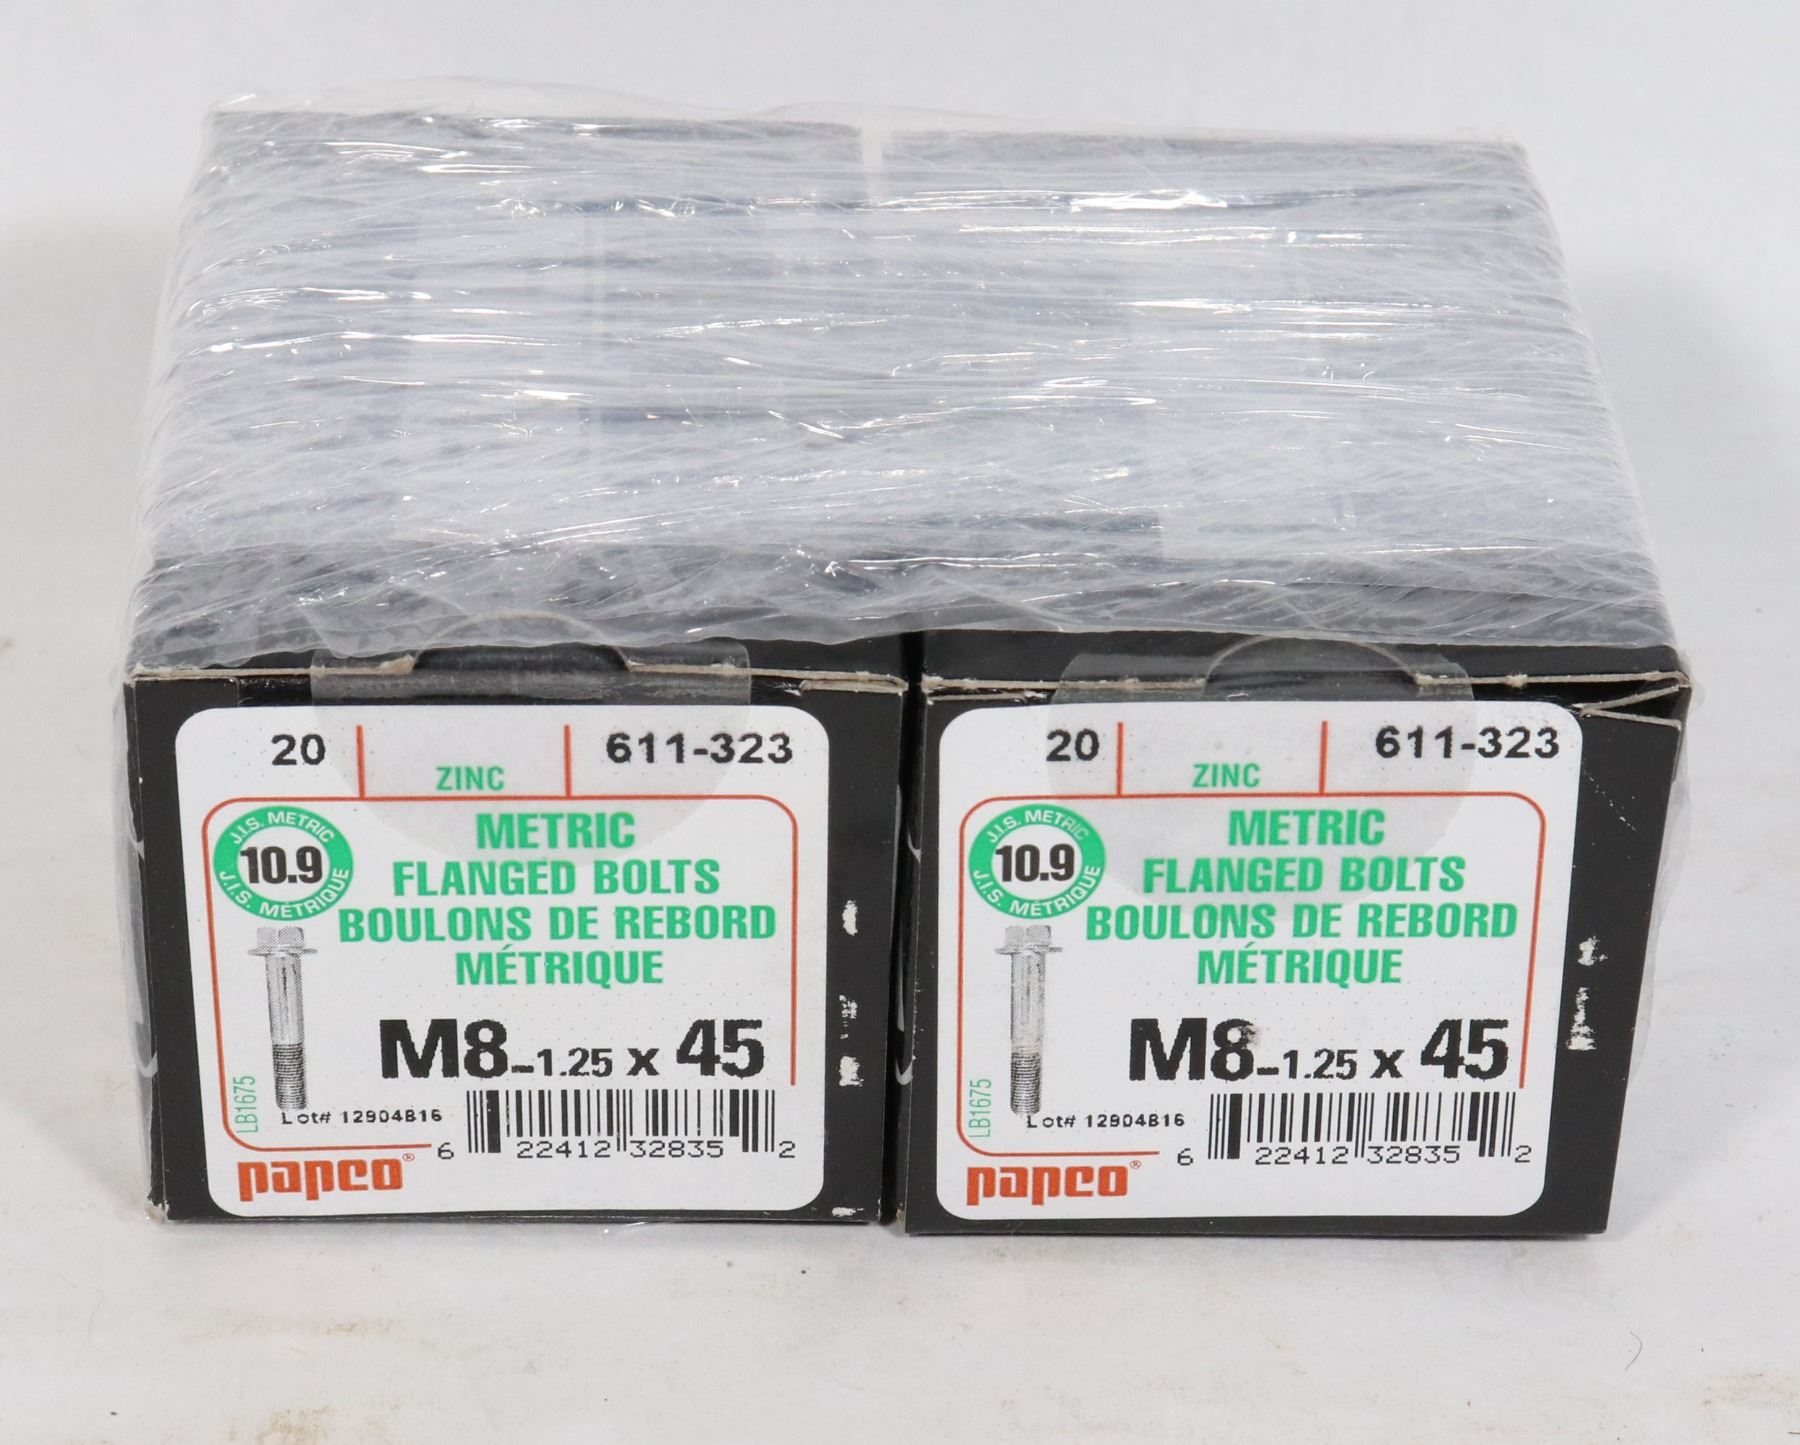 20 ZINC 611-323
J.I.S. METRIC
10.9
J.I.S. MÉTRIQUE
METRIC
FLANGED BOLTS
BOULONS DE REBORD
MÉTRIQUE
M8-1.25 x 45
LB1675
Lot# 12904B16
6 22412 32835 2
papco®
20 ZINC 611-323
J.I.S. METRIC
10.9
J.I.S. MÉTRIQUE
METRIC
FLANGED BOLTS
BOULONS DE REBORD
MÉTRIQUE
M8-1.25 x 45
LB1675
Lot# 12904B16
6 22412 32835 2
papco®